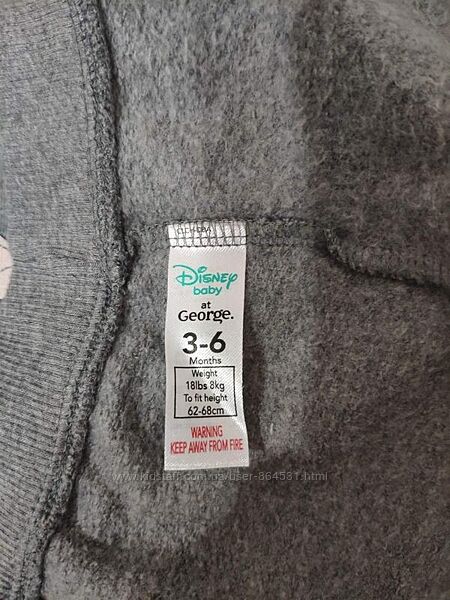 Disney
baby
at
George.
3-6
Months
Weight
18lbs 8kg
To fit height
62-68cm
WARNING
KEEP AWAY FROM FIRE